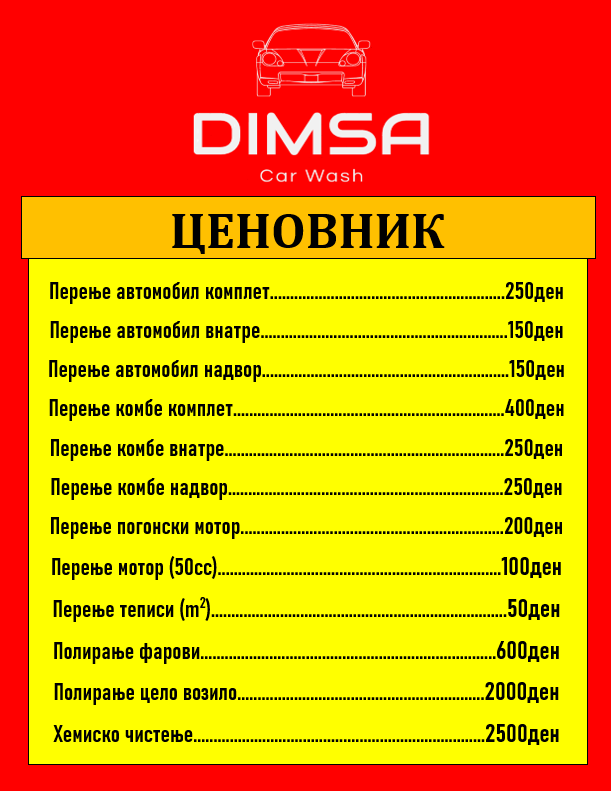 DIMSA
Car Wash
ЦЕНОВНИК
Перење автомобил комплет..........................................................250ден
Перење автомобил внатре..............................................................150ден
Перење автомобил надвор..............................................................150ден
Перење комбе комплет....................................................................400ден
Перење комбе внатре......................................................................250ден
Перење комбе надвор.....................................................................250ден
Перење погонски мотор..................................................................200ден
Перење мотор (50cc).......................................................................100ден
Перење теписи (m²)..........................................................................50ден
Полирање фарови..........................................................................600ден
Полирање цело возило..............................................................2000ден
Хемиско чистење.........................................................................2500ден